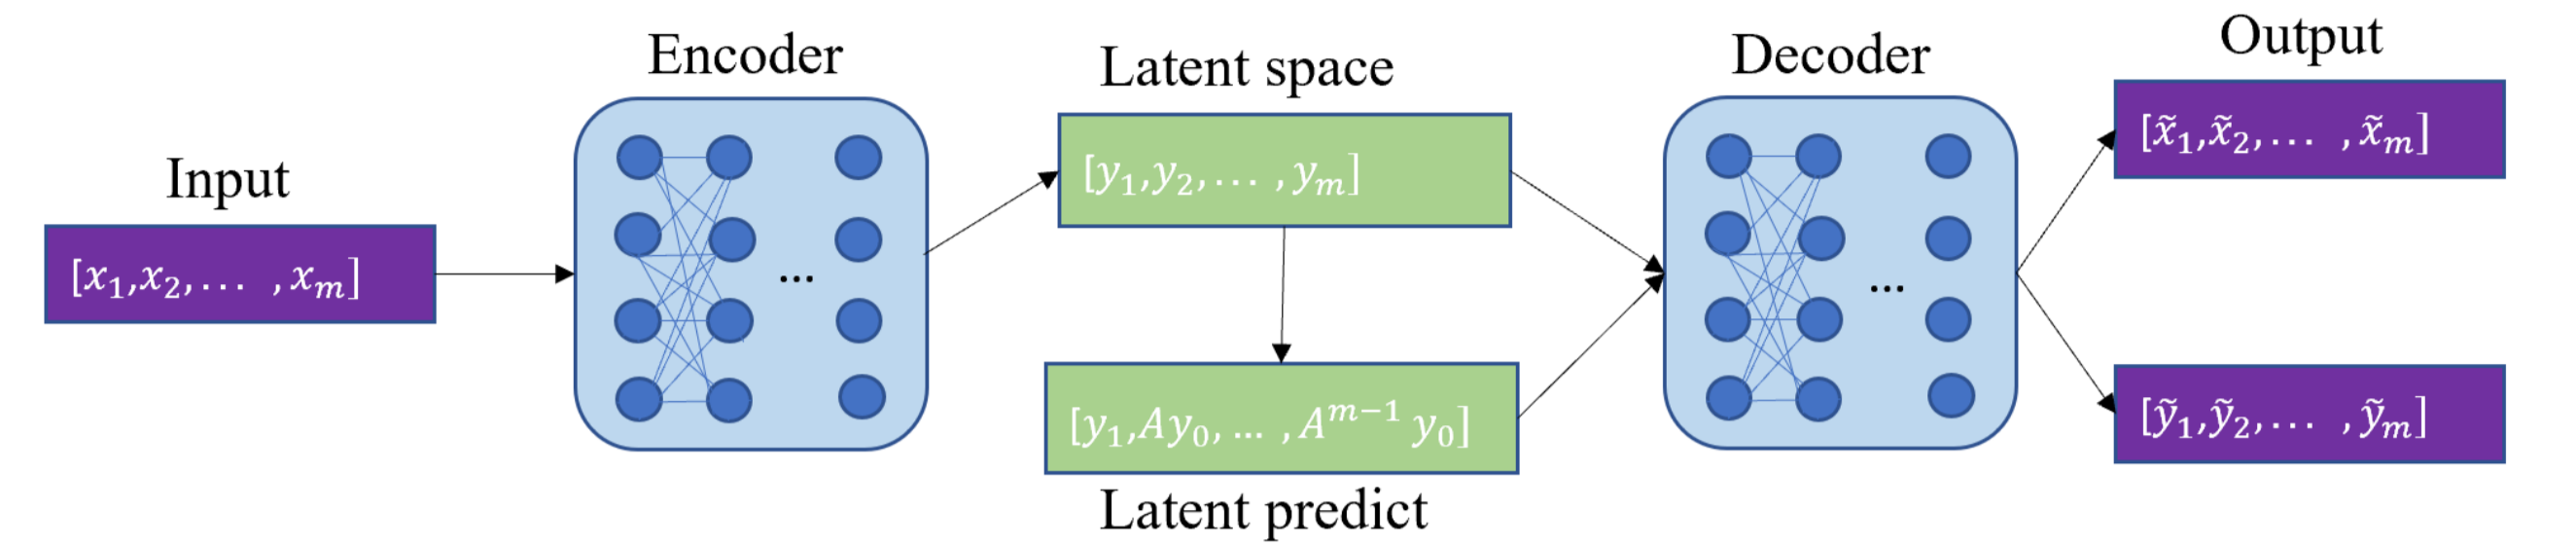 Input
[x₁,x₂,… ,xₘ]
Encoder
…
Latent space
[y₁,y₂,… ,yₘ]
[y₁,Ay₀,… ,Aᵐ⁻¹ y₀]
Latent predict
Decoder
…
Output
[x̃₁,x̃₂,… ,x̃ₘ]
[ỹ₁,ỹ₂,… ,ỹₘ]